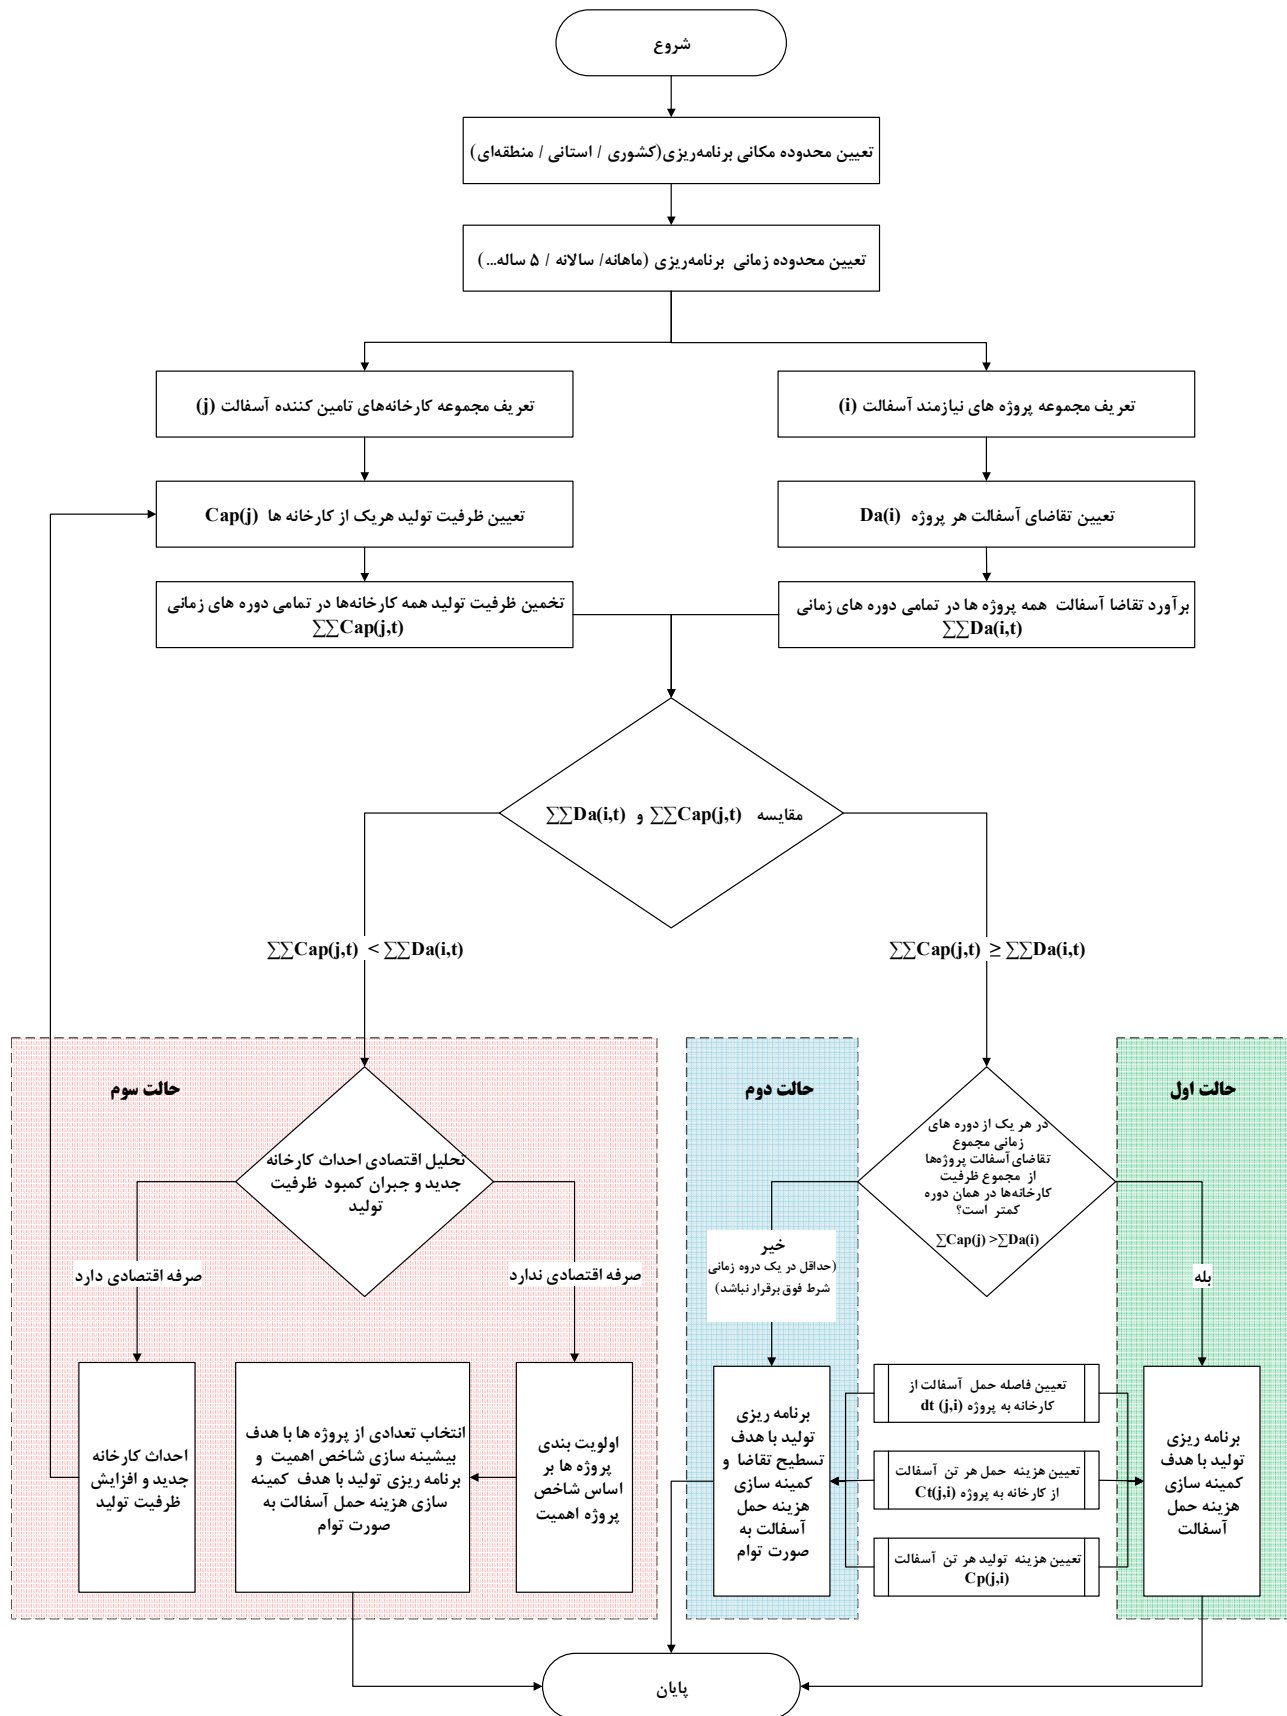 شروع
تعیین محدوده مکانی برنامه‌ریزی(کشوری / استانی / منطقه‌ای)
تعیین محدوده زمانی برنامه‌ریزی (ماهانه/ سالانه / ۵ ساله...)
تعریف مجموعه پروژه های نیازمند آسفالت (i)
تعریف مجموعه کارخانه‌های تامین کننده آسفالت (j)
تعیین تقاضای آسفالت هر پروژه Da(i)
تعیین ظرفیت تولید هریک از کارخانه ها Cap(j)
برآورد تقاضا آسفالت همه پروژه ها در تمامی دوره های زمانی
∑∑Da(i,t)
تخمین ظرفیت تولید همه کارخانه‌ها در تمامی دوره های زمانی
∑∑Cap(j,t)
مقایسه ∑∑Cap(j,t) و ∑∑Da(i,t)
∑∑Cap(j,t) ≥ ∑∑Da(i,t)
∑∑Cap(j,t) < ∑∑Da(i,t)
حالت اول
در هر یک از دوره های
زمانی مجموع
تقاضای آسفالت پروژه‌ها
از مجموع ظرفیت
کارخانه‌ها در همان دوره
کمتر است؟
∑Cap(j) >∑Da(i)
بله
برنامه ریزی
تولید با هدف
کمینه سازی
هزینه حمل
آسفالت
تعیین فاصله حمل آسفالت از
کارخانه به پروژه dt (j,i)
تعیین هزینه حمل هر تن آسفالت
از کارخانه به پروژه Ct(j,i)
تعیین هزینه تولید هر تن آسفالت
Cp(j,i)
حالت دوم
خیر
(حداقل در یک دروه زمانی
شرط فوق برقرار نباشد)
برنامه ریزی
تولید با هدف
تسطیح تقاضا و
کمینه سازی
هزینه حمل
آسفالت به
صورت توام
حالت سوم
تحلیل اقتصادی احداث کارخانه
جدید و جبران کمبود ظرفیت
تولید
صرفه اقتصادی ندارد
صرفه اقتصادی دارد
اولویت بندی
پروژه ها بر
اساس شاخص
پروژه اهمیت
انتخاب تعدادی از پروژه ها با هدف
بیشینه سازی شاخص اهمیت و
برنامه ریزی تولید با هدف کمینه
سازی هزینه حمل آسفالت به
صورت توام
احداث کارخانه
جدید و افزایش
ظرفیت تولید
پایان